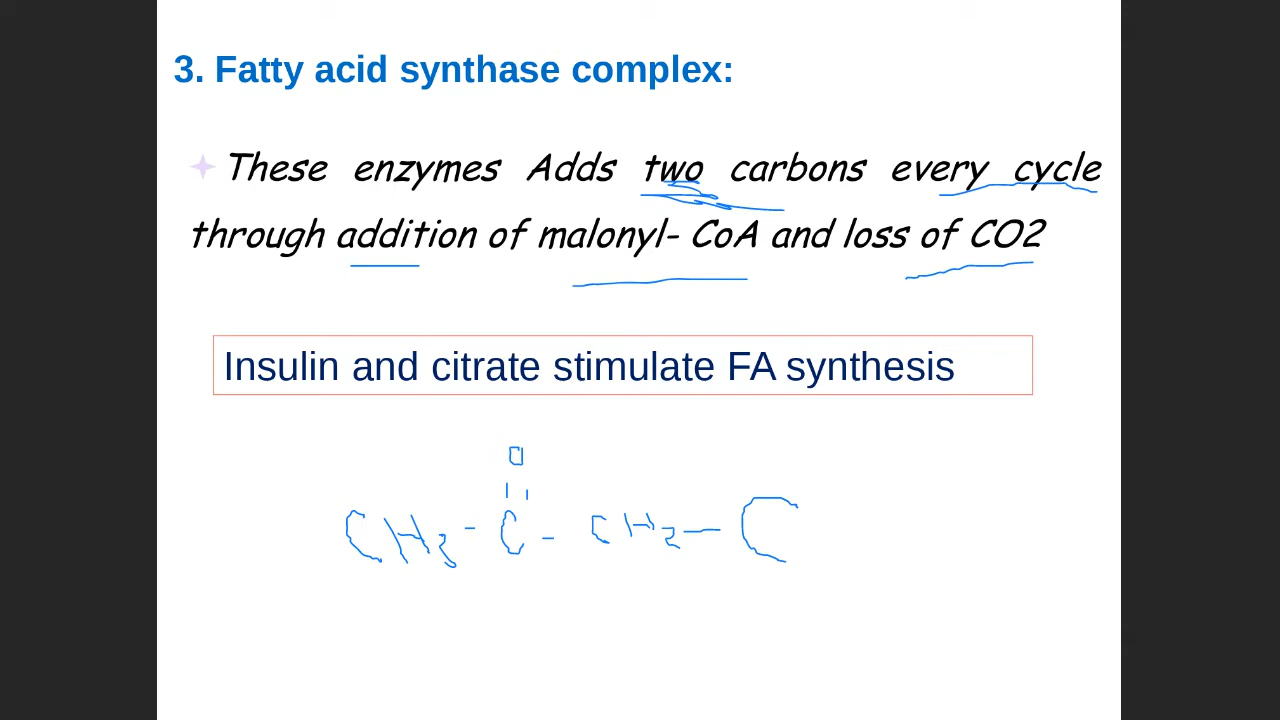 3. Fatty acid synthase complex:
These enzymes Adds two carbons every cycle
through addition of malonyl- CoA and loss of CO2
Insulin and citrate stimulate FA synthesis
O
CH3 - C - CH2 — C